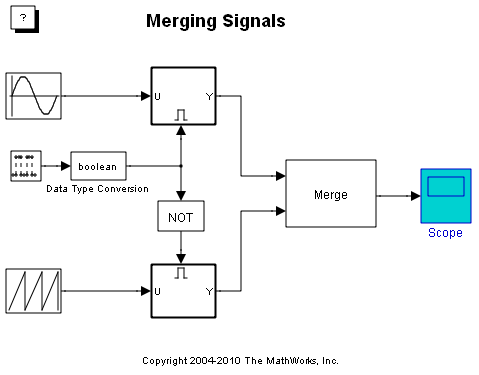 ?
Merging Signals
U
Y
boolean
Data Type Conversion
NOT
Merge
Scope
U
Y
Copyright 2004-2010 The MathWorks, Inc.